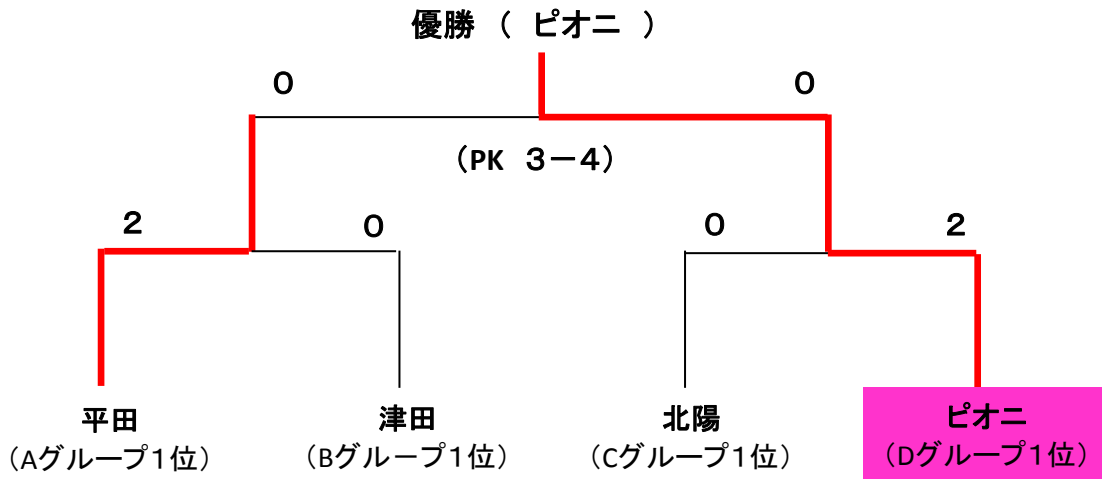 優勝 （ ピオニ ）
０ ０
（PK ３－４）
２ ０ ０ ２
平田 津田 北陽 ピオニ
（Aグループ１位） （Bグループ１位） （Cグループ１位） （Dグループ１位）